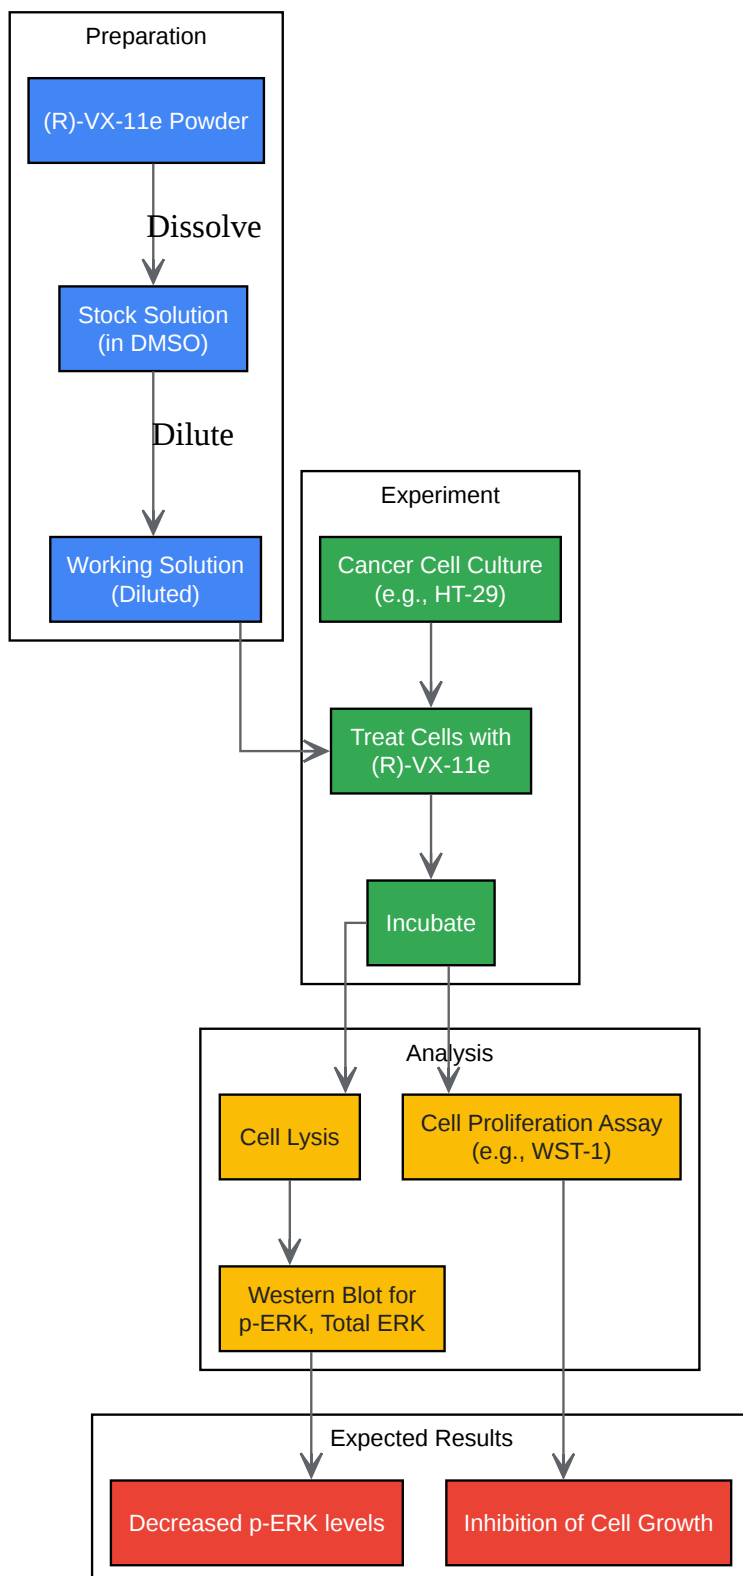 Preparation
(R)-VX-11e Powder
Dissolve
Stock Solution
(in DMSO)
Dilute
Working Solution
(Diluted)
Experiment
Cancer Cell Culture
(e.g., HT-29)
Treat Cells with
(R)-VX-11e
Incubate
Analysis
Cell Lysis
Cell Proliferation Assay
(e.g., WST-1)
Western Blot for
p-ERK, Total ERK
Expected Results
Decreased p-ERK levels
Inhibition of Cell Growth